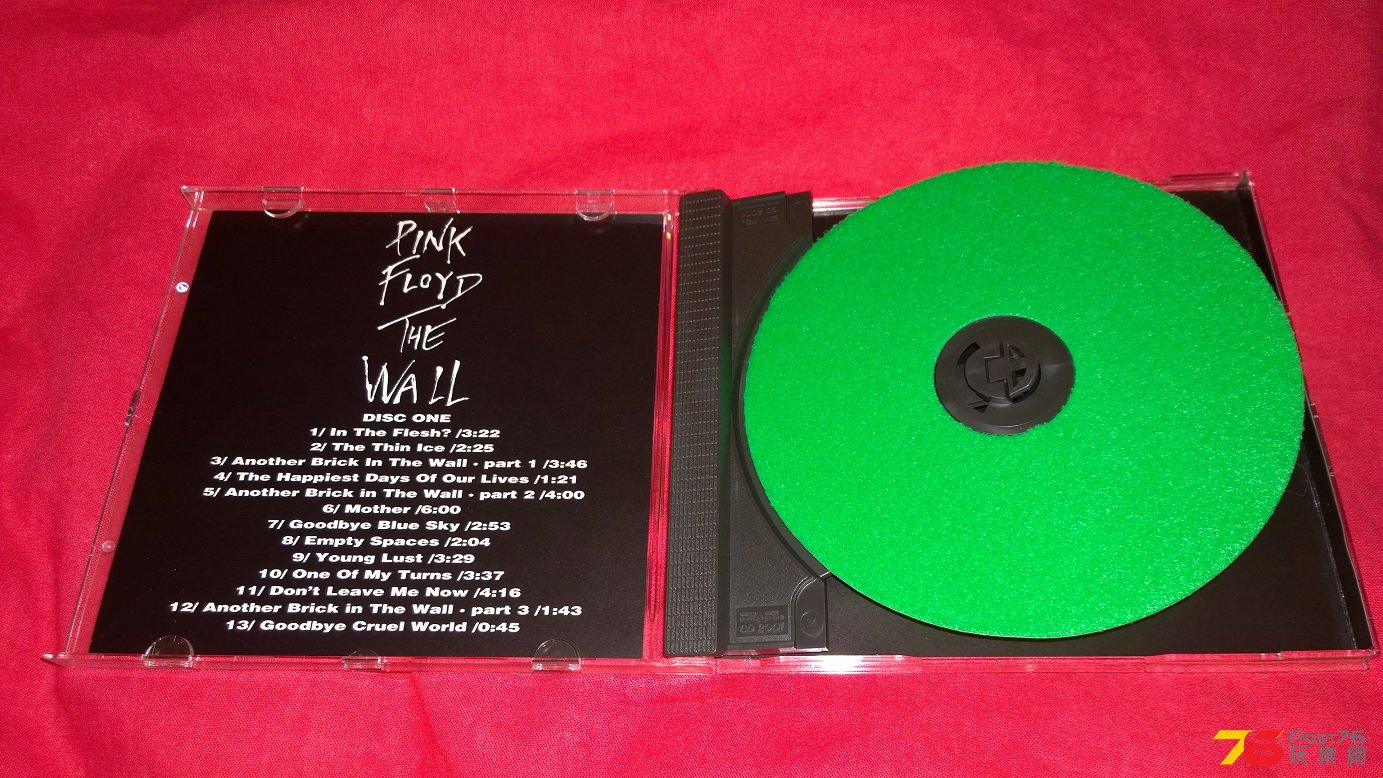 PINK
FLOYD
THE
WALL
DISC ONE
1/ In The Flesh? /3:22
2/ The Thin Ice /2:25
3/ Another Brick In The Wall • part 1 /3:46
4/ The Happiest Days Of Our Lives /1:21
5/ Another Brick in The Wall • part 2 /4:00
6/ Mother /6:00
7/ Goodbye Blue Sky /2:53
8/ Empty Spaces /2:04
9/ Young Lust /3:29
10/ One Of My Turns /3:37
11/ Don't Leave Me Now /4:16
12/ Another Brick in The Wall • part 3 /1:43
13/ Goodbye Cruel World /0:45
76 Post76
玩樂網